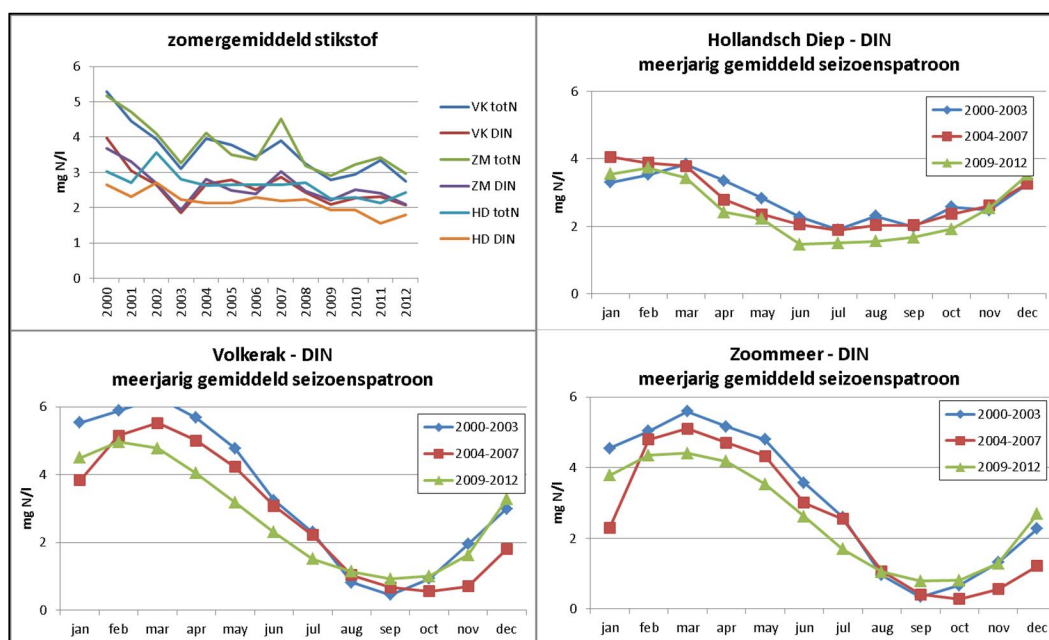 zomergemiddeld stikstof
6
5
4
3
2
1
0
mg N/l
2000
2001
2002
2003
2004
2005
2006
2007
2008
2009
2010
2011
2012
VK totN
VK DIN
ZM totN
ZM DIN
HD totN
HD DIN
Hollandsch Diep - DIN
meerjarig gemiddeld seizoenspatroon
6
4
2
0
mg N/l
jan feb mar apr may jun jul aug sep oct nov dec
2000-2003
2004-2007
2009-2012
Volkerak - DIN
meerjarig gemiddeld seizoenspatroon
6
4
2
0
mg N/l
jan feb mar apr may jun jul aug sep oct nov dec
2000-2003
2004-2007
2009-2012
Zoommeer - DIN
meerjarig gemiddeld seizoenspatroon
6
4
2
0
mg N/l
jan feb mar apr may jun jul aug sep oct nov dec
2000-2003
2004-2007
2009-2012